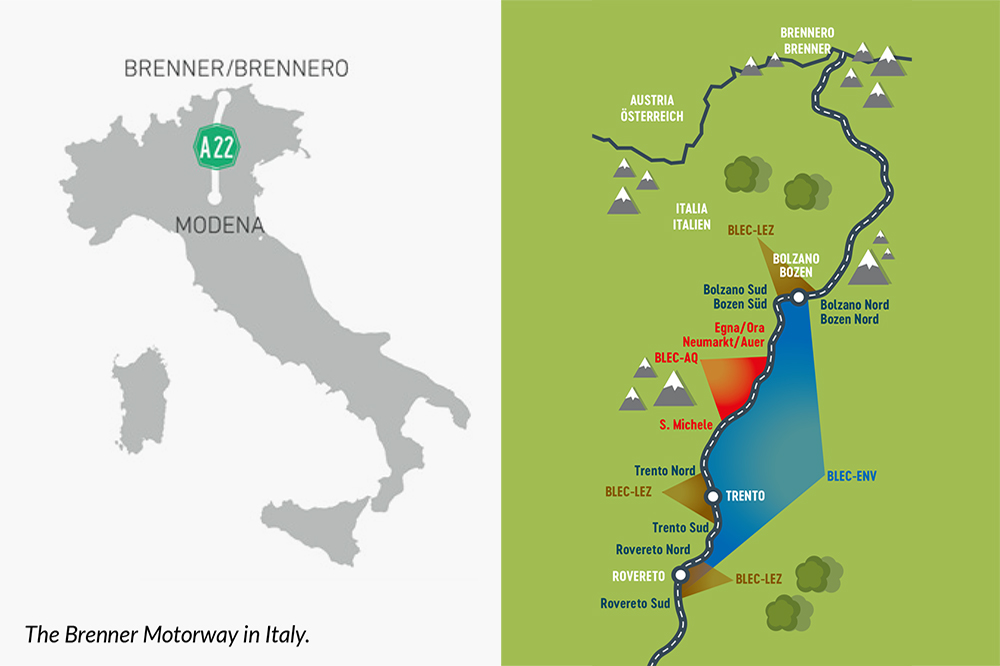 BRENNER/BRENNERO
A22
MODENA
The Brenner Motorway in Italy.
BRENNERO
BRENNER
AUSTRIA
ÖSTERREICH
ITALIA
ITALIEN
BLEC-LEZ
BOLZANO
BOZEN
Bolzano Sud
Bozen Süd
Bolzano Nord
Bozen Nord
Egna/Ora
Neumarkt/Auer
BLEC-AQ
S. Michele
Trento Nord
BLEC-LEZ
TRENTO
BLEC-ENV
Trento Sud
Rovereto Nord
ROVERETO
BLEC-LEZ
Rovereto Sud